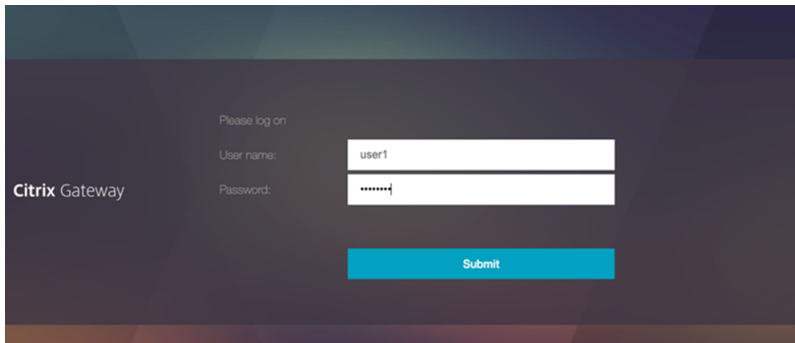 Please log on
User name:
user1
Citrix Gateway
Password:
••••••••
Submit